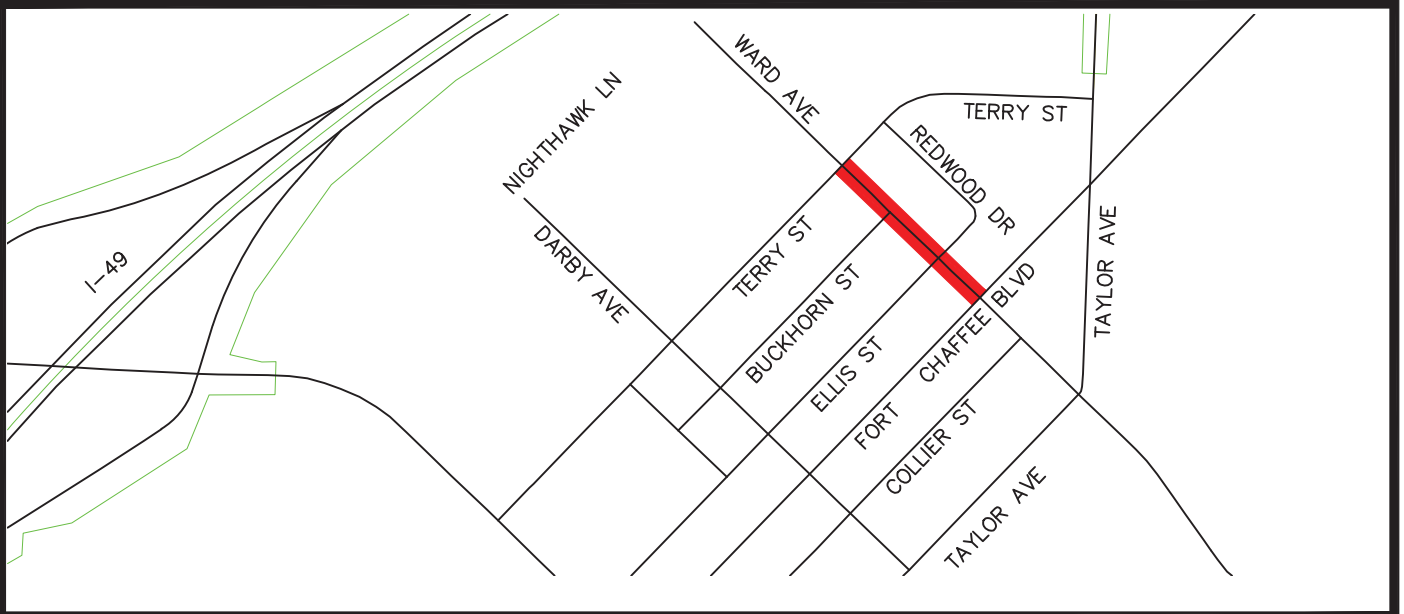 WARD AVE
NIGHTHAWK LN
TERRY ST
REDWOOD DR
I-49
DARBY AVE
TERRY ST
TAYLOR AVE
BUCKHORN ST
ELLIS ST
FORT CHAFFEE BLVD
COLLIER ST
TAYLOR AVE